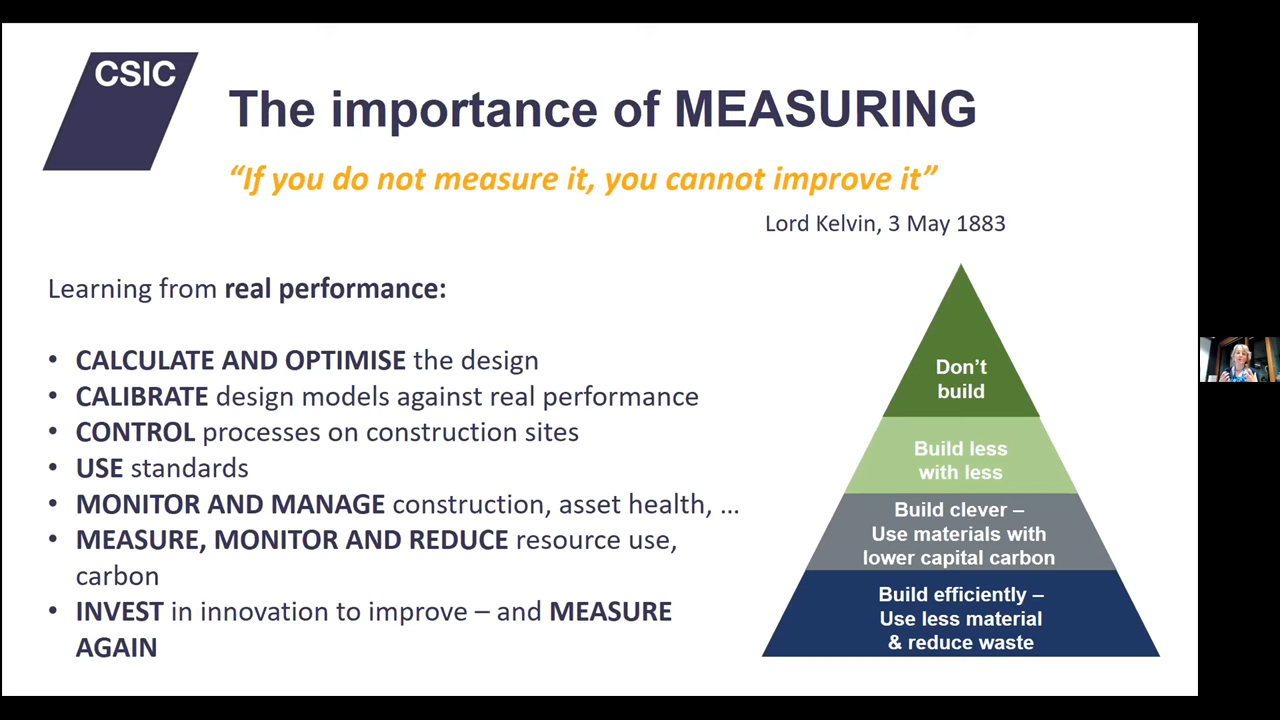 CSIC
The importance of MEASURING
“If you do not measure it, you cannot improve it”
Lord Kelvin, 3 May 1883
Learning from real performance:
• CALCULATE AND OPTIMISE the design
• CALIBRATE design models against real performance
• CONTROL processes on construction sites
• USE standards
• MONITOR AND MANAGE construction, asset health, ...
• MEASURE, MONITOR AND REDUCE resource use,
carbon
• INVEST in innovation to improve – and MEASURE
AGAIN
Don’t
build
Build less
with less
Build clever –
Use materials with
lower capital carbon
Build efficiently –
Use less material
& reduce waste